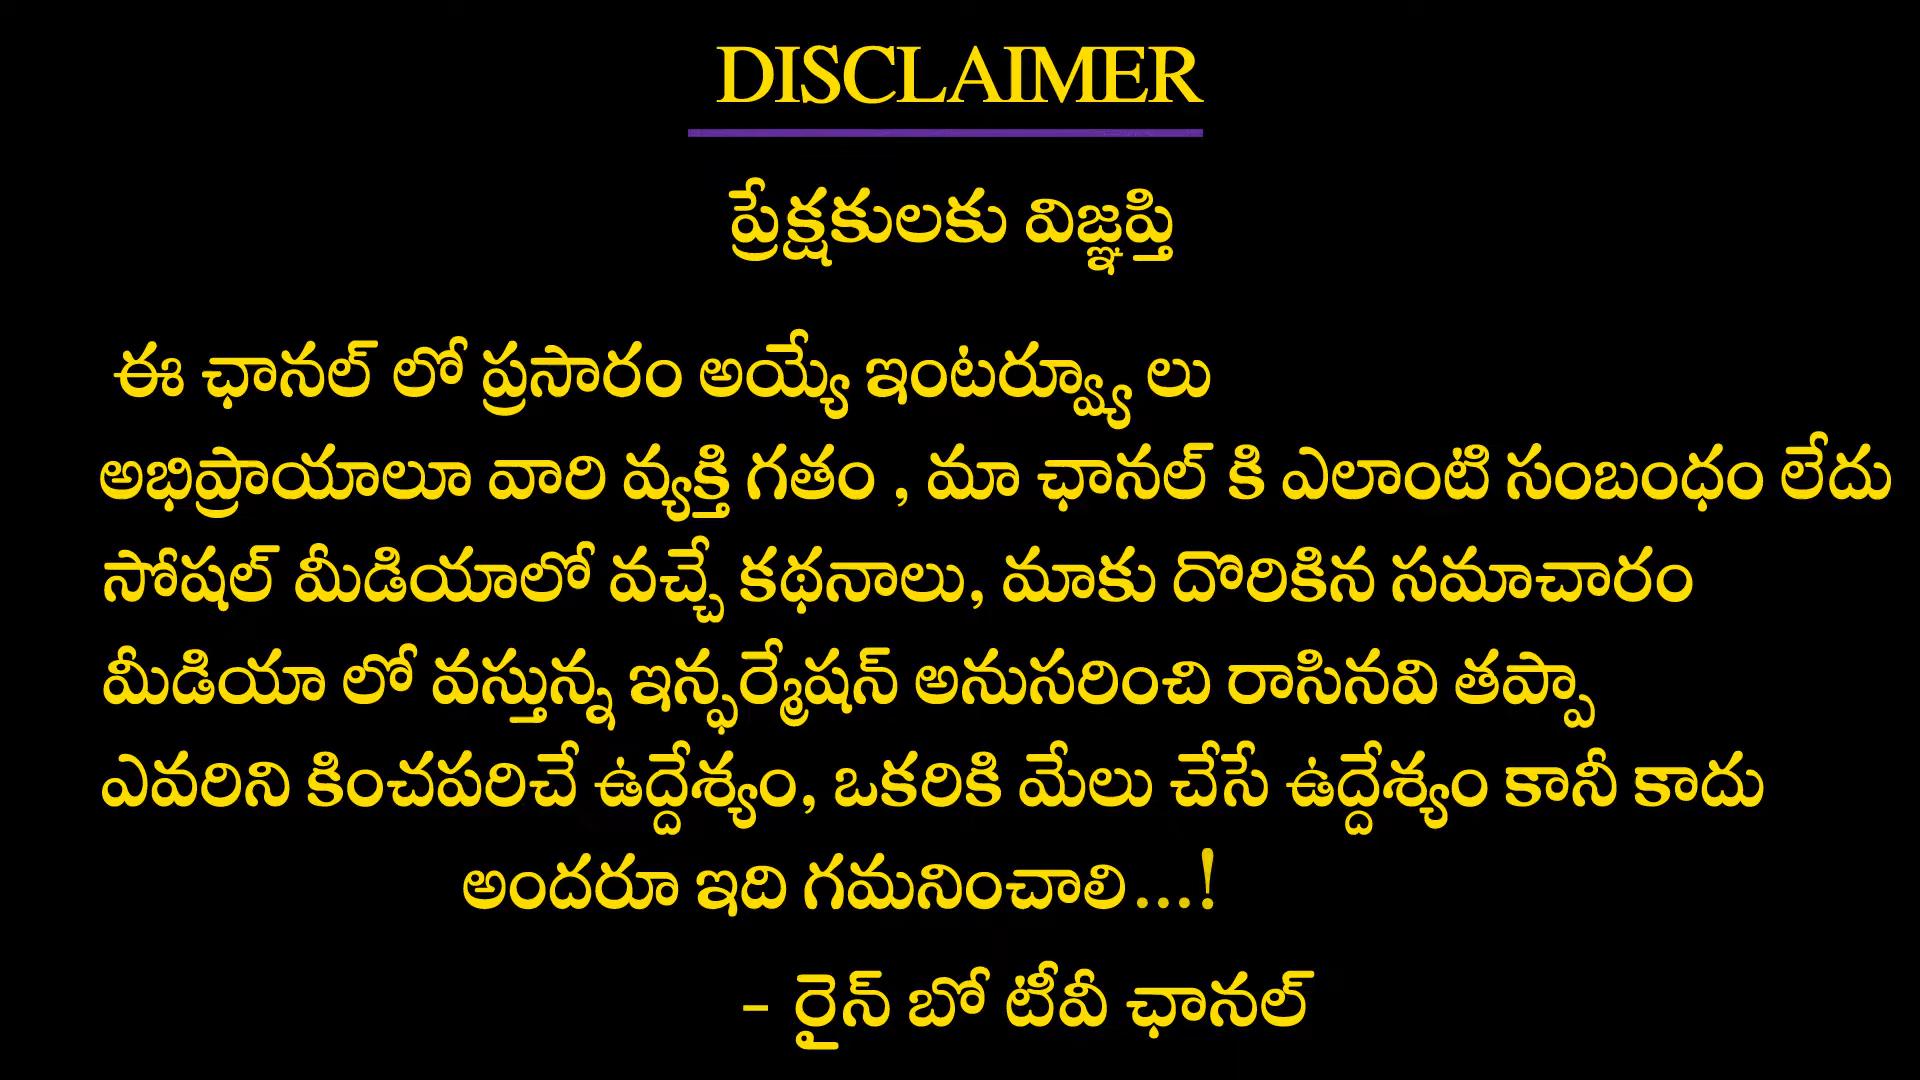 DISCLAIMER
ప్రేక్షకులకు విజ్ఞప్తి
ఈ ఛానల్ లో ప్రసారం అయ్యే ఇంటర్వ్యూ లు
అభిప్రాయాలూ వారి వ్యక్తి గతం , మా ఛానల్ కి ఎలాంటి సంబంధం లేదు
సోషల్ మీడియాలో వచ్చే కథనాలు, మాకు దొరికిన సమాచారం
మీడియా లో వస్తున్న ఇన్ఫర్మేషన్ అనుసరించి రాసినవి తప్పా
ఎవరిని కించపరిచే ఉద్దేశ్యం, ఒకరికి మేలు చేసే ఉద్దేశ్యం కానీ కాదు
అందరూ ఇది గమనించాలి...!
- రైన్ బో టీవీ ఛానల్